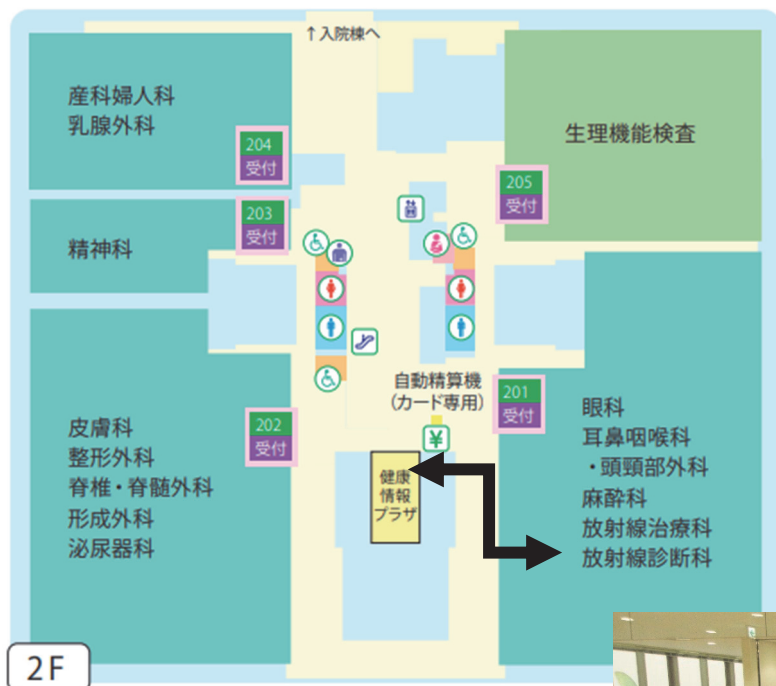 ↑入院棟へ
産科婦人科
乳腺外科
204
受付
生理機能検査
205
受付
203
受付
精神科
自動精算機
（カード専用）
¥
201
受付
202
受付
皮膚科
整形外科
脊椎・脊髄外科
形成外科
泌尿器科
健康
情報
プラザ
眼科
耳鼻咽喉科
・頭頸部外科
麻酔科
放射線治療科
放射線診断科
2F